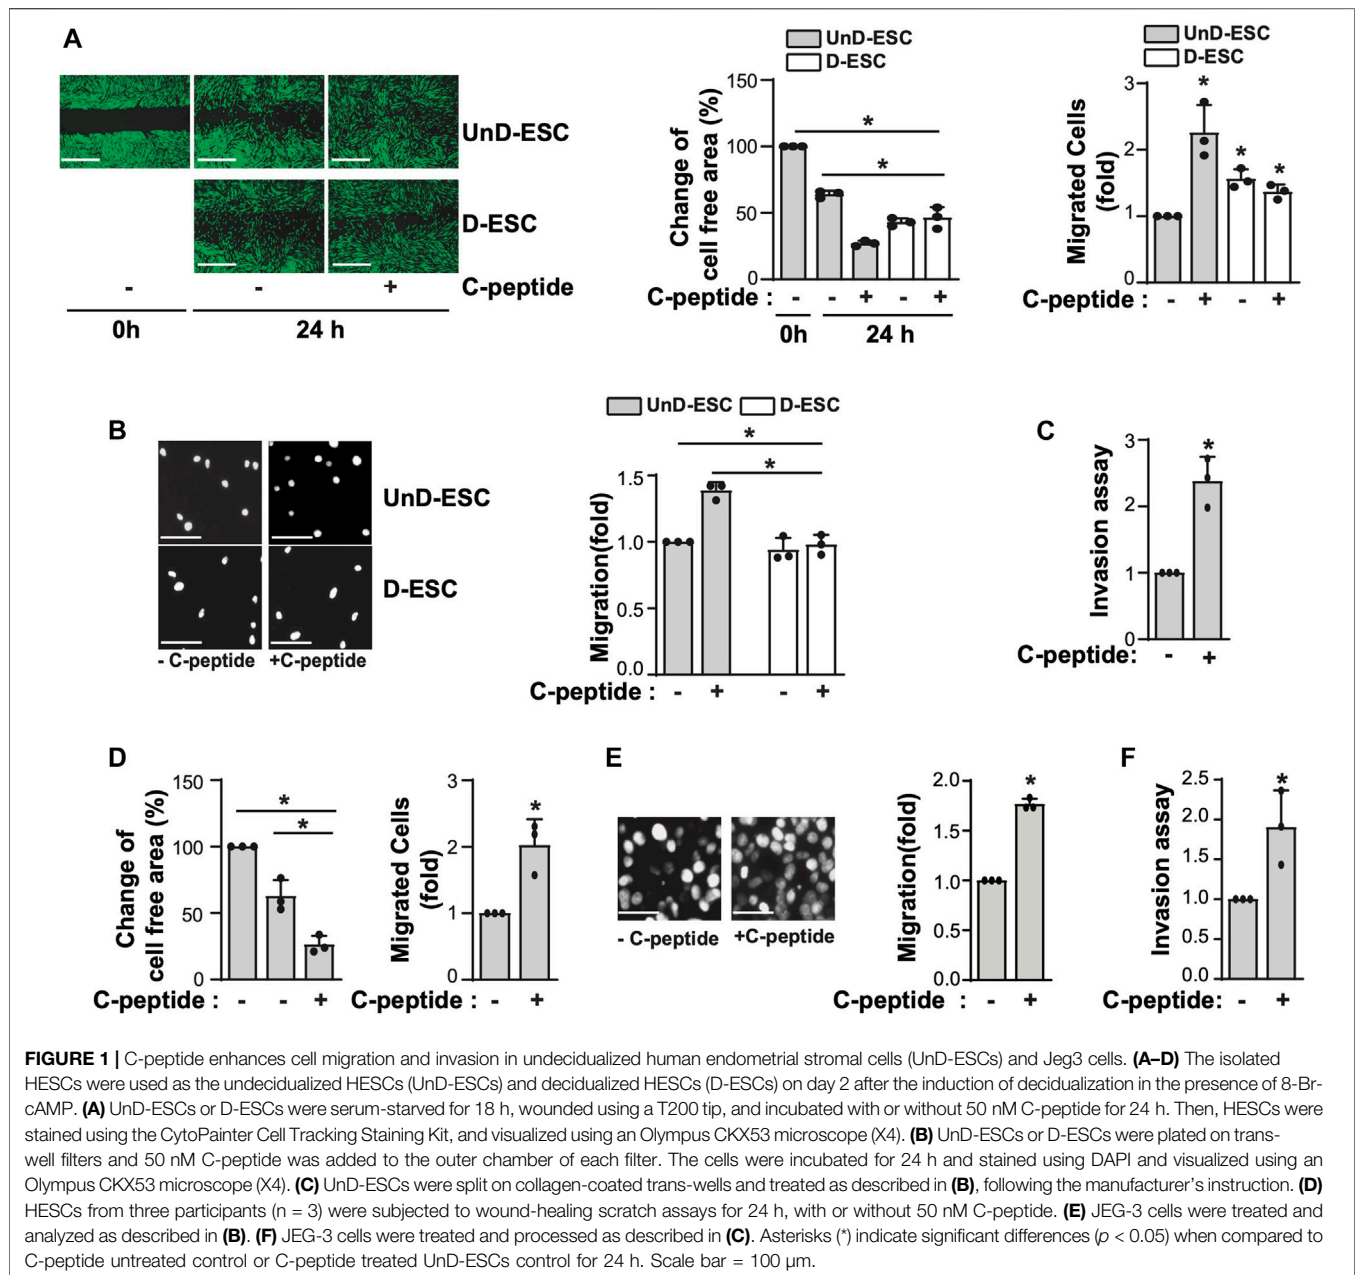 A
UnD-ESC
D-ESC
- - + C-peptide
0h 24 h
UnD-ESC
D-ESC
Change of
cell free area (%)
150
100
50
0
*
*
C-peptide : - - + - +
0h 24 h
UnD-ESC
D-ESC
Migrated Cells
(fold)
3
2
1
0
* * *
C-peptide : - + - +
B
UnD-ESC
D-ESC
- C-peptide +C-peptide
UnD-ESC D-ESC
Migration(fold)
1.5
1.0
0.5
0.0
*
*
C-peptide : - + - +
C
Invasion assay
3
2
1
0
*
C-peptide: - +
D
Change of
cell free area (%)
150
100
50
0
*
*
C-peptide : - - +
Migrated Cells
(fold)
3
2
1
0
*
C-peptide : - +
E
- C-peptide +C-peptide
Migration(fold)
2.0
1.5
1.0
0.5
0.0
*
C-peptide : - +
F
Invasion assay
2.5
2.0
1.5
1.0
0.5
0.0
*
C-peptide: - +
FIGURE 1 | C-peptide enhances cell migration and invasion in undecidualized human endometrial stromal cells (UnD-ESCs) and Jeg3 cells. (A–D) The isolated
HESCs were used as the undecidualized HESCs (UnD-ESCs) and decidualized HESCs (D-ESCs) on day 2 after the induction of decidualization in the presence of 8-Br-
cAMP. (A) UnD-ESCs or D-ESCs were serum-starved for 18 h, wounded using a T200 tip, and incubated with or without 50 nM C-peptide for 24 h. Then, HESCs were
stained using the CytoPainter Cell Tracking Staining Kit, and visualized using an Olympus CKX53 microscope (X4). (B) UnD-ESCs or D-ESCs were plated on trans-
well filters and 50 nM C-peptide was added to the outer chamber of each filter. The cells were incubated for 24 h and stained using DAPI and visualized using an
Olympus CKX53 microscope (X4). (C) UnD-ESCs were split on collagen-coated trans-wells and treated as described in (B), following the manufacturer's instruction. (D)
HESCs from three participants (n = 3) were subjected to wound-healing scratch assays for 24 h, with or without 50 nM C-peptide. (E) JEG-3 cells were treated and
analyzed as described in (B). (F) JEG-3 cells were treated and processed as described in (C). Asterisks (*) indicate significant differences (p < 0.05) when compared to
C-peptide untreated control or C-peptide treated UnD-ESCs control for 24 h. Scale bar = 100 μm.